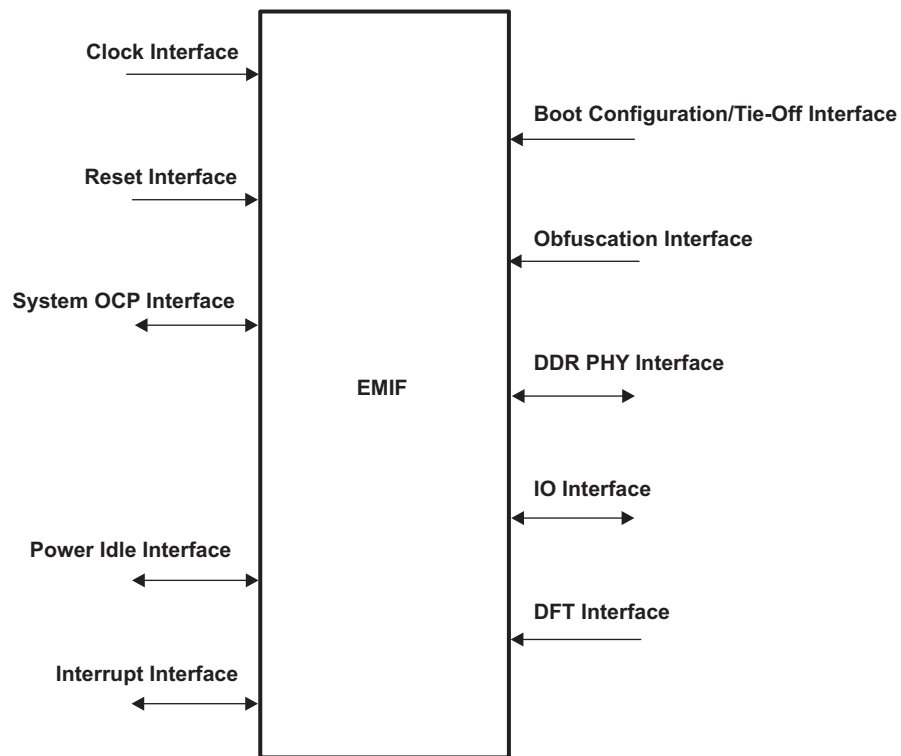 Clock Interface
Boot Configuration/Tie-Off Interface
Reset Interface
Obfuscation Interface
System OCP Interface
DDR PHY Interface
EMIF
IO Interface
Power Idle Interface
DFT Interface
Interrupt Interface